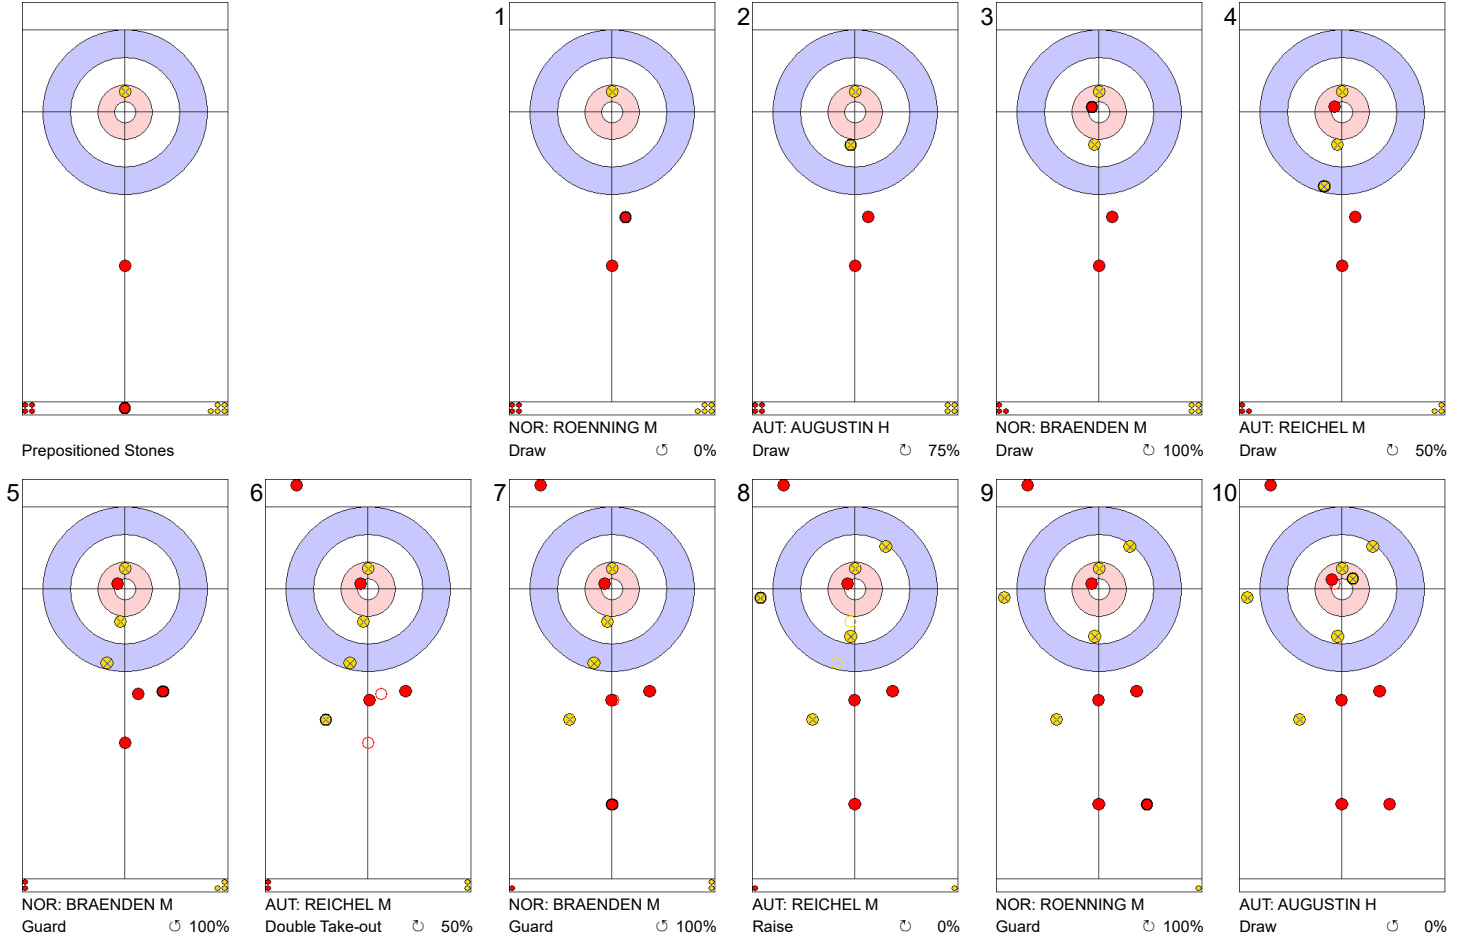 1
2
3
4
Prepositioned Stones
NOR: ROENNING M
Draw 0%
AUT: AUGUSTIN H
Draw 75%
NOR: BRAENDEN M
Draw 100%
AUT: REICHEL M
Draw 50%
5
6
7
8
9
10
NOR: BRAENDEN M
Guard 100%
AUT: REICHEL M
Double Take-out 50%
NOR: BRAENDEN M
Guard 100%
AUT: REICHEL M
Raise 0%
NOR: ROENNING M
Guard 100%
AUT: AUGUSTIN H
Draw 0%